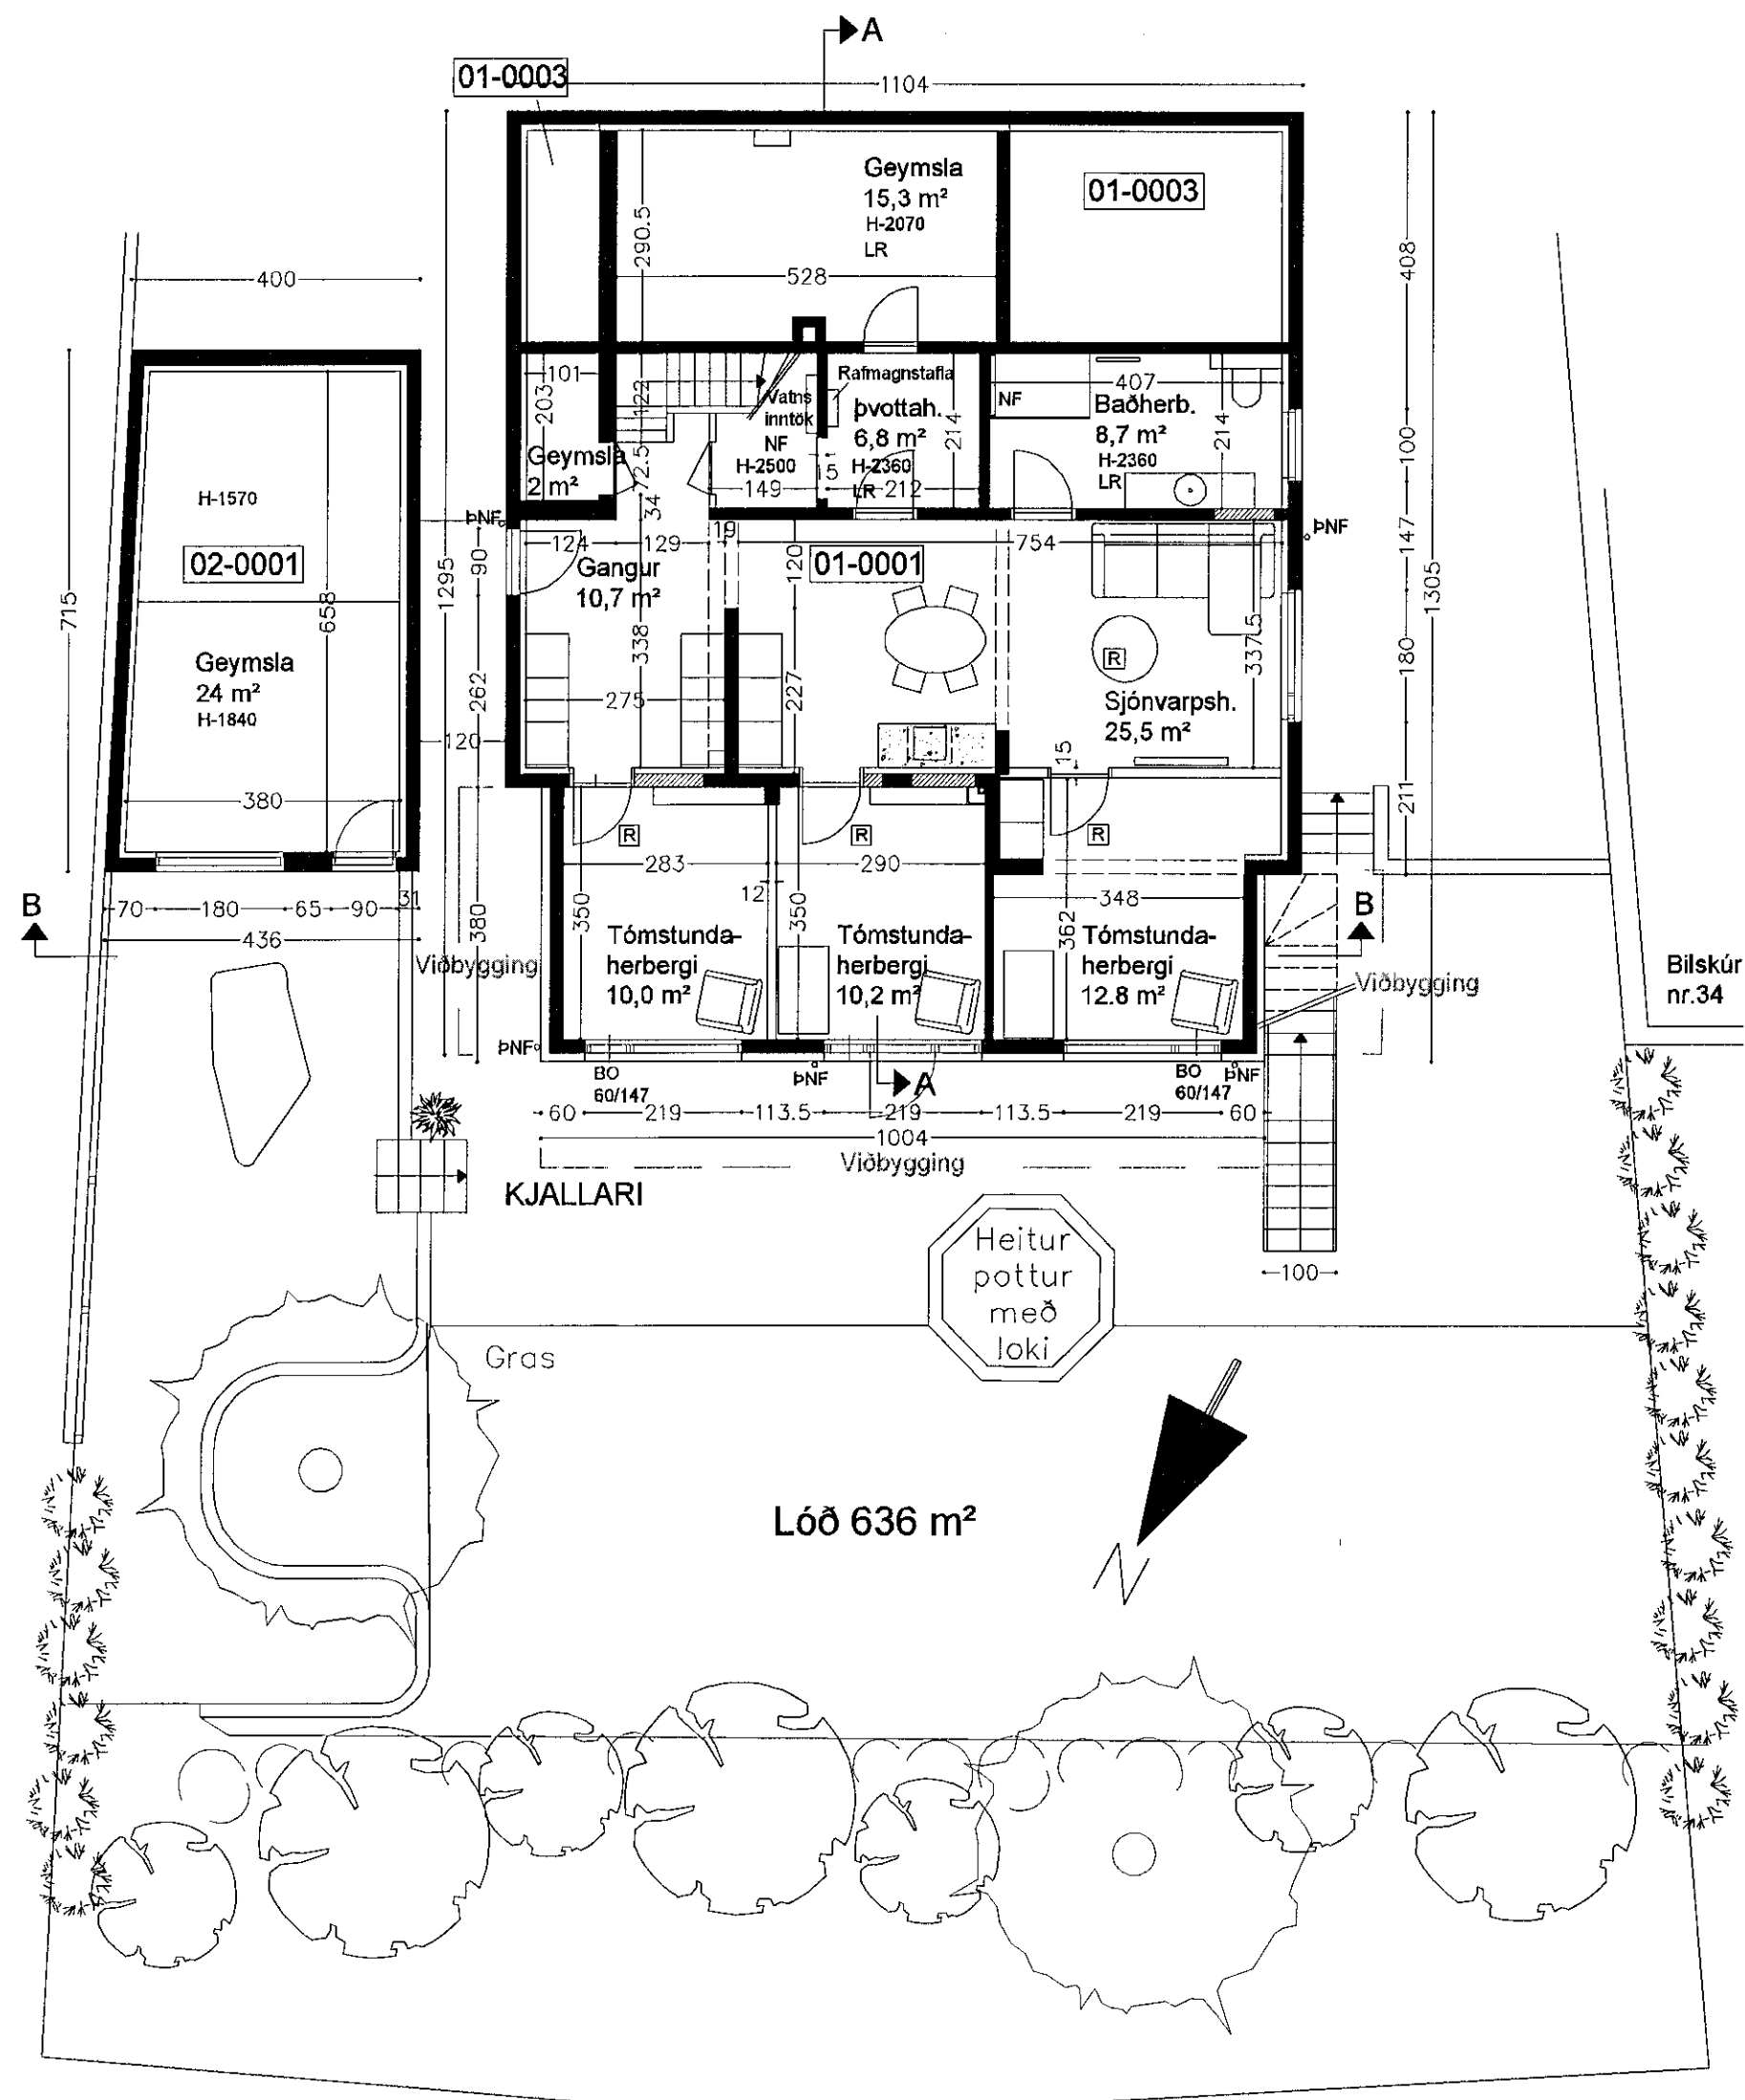 A
01-0003
1104
Geymsla
15,3 m²
H-2070
LR
01-0003
290.5
528
408
400
1295
1305
101
203
122
Vatns
inntök
NF
H-2500
Rafmagnstafla
Þvottah.
6,8 m²
H-2360
LR
214
NF
407
Baðherb.
8,7 m²
H-2360
LR
214
100
Geymsla
2 m²
72.5
34
149
15
212
H-1570
02-0001
658
715
Geymsla
24 m²
H-1840
380
ÞNF
90
124
129
19
Gangur
10,7 m²
01-0001
120
754
ÞNF
147
338
262
275
227
120
R
337.5
Sjónvarpsh.
25,5 m²
180
15
211
R
R
R
283
12
290
348
350
350
362
380
B
70
180
65
90
31
436
Viðbygging
Tómstunda-
herbergi
10,0 m²
Tómstunda-
herbergi
10,2 m²
Tómstunda-
herbergi
12.8 m²
B
Viðbygging
Bilskúr
nr.34
ÞNF
BO
60/147
ÞNF
A
BO
60/147
ÞNF
60
219
113.5
219
113.5
219
60
1004
Viðbygging
KJALLARI
Heitur
pottur
með
loki
100
Gras
Lóð 636 m²
N